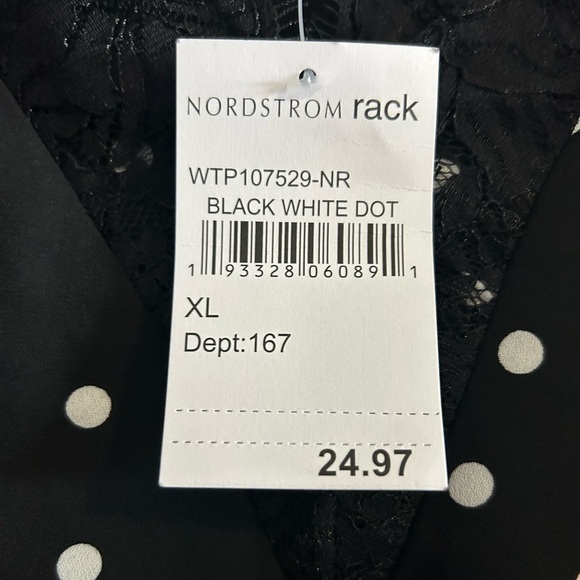 NORDSTROM rack
WTP107529-NR
BLACK WHITE DOT
1 93328 06089 1
XL
Dept:167
24.97